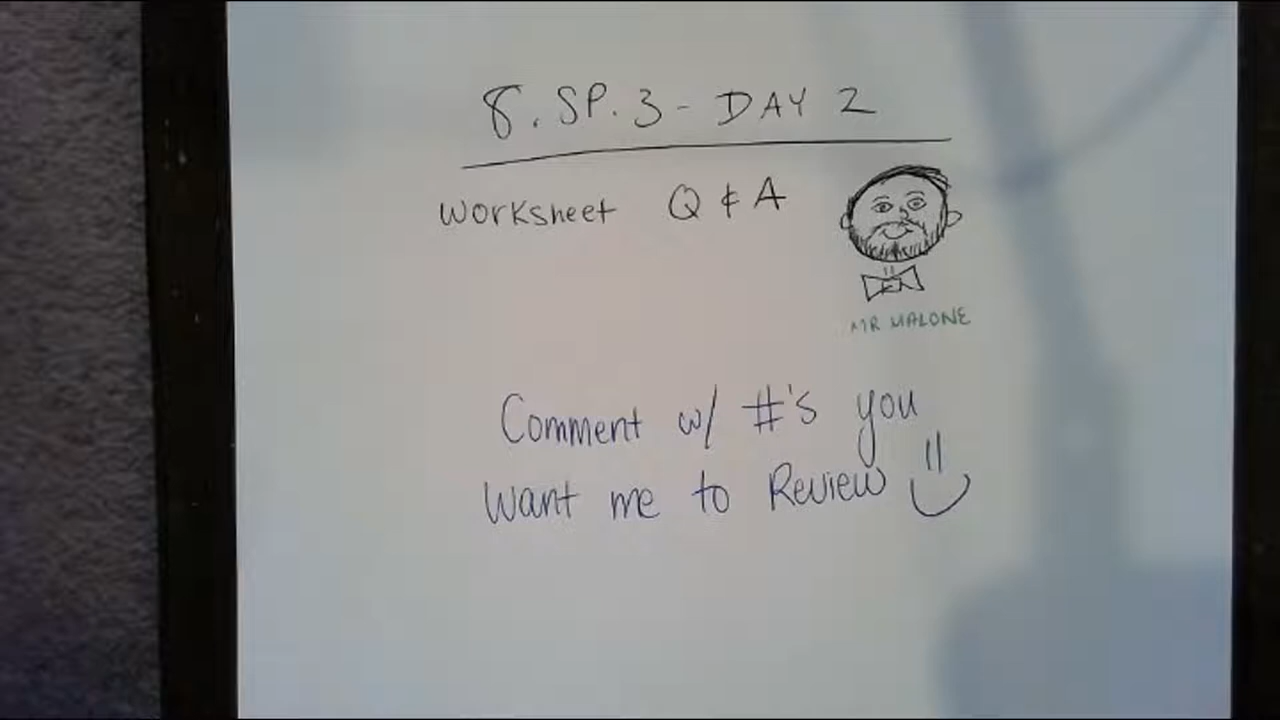 8.SP.3 - DAY 2
Worksheet Q & A
MR MALONE
Comment w/ #'s you
Want me to Review